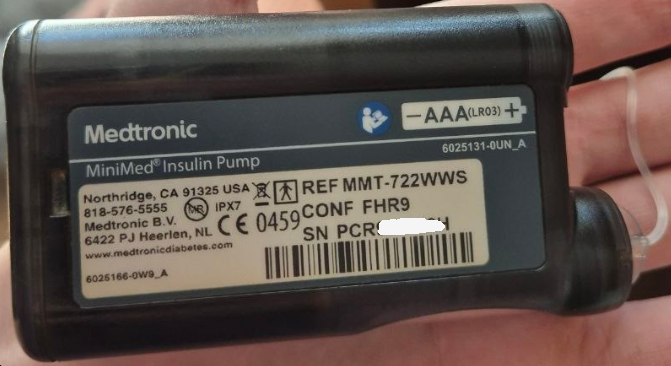 Medtronic
−AAA(LR03)+
6025131-0UN_A
MiniMed® Insulin Pump
Northridge, CA 91325 USA
818-576-5555
Medtronic B.V.
6422 PJ Heerlen, NL
www.medtronicdiabetes.com
6025166-0W9_A
MR
IPX7
CE 0459
REF MMT-722WWS
CONF FHR9
SN PCR